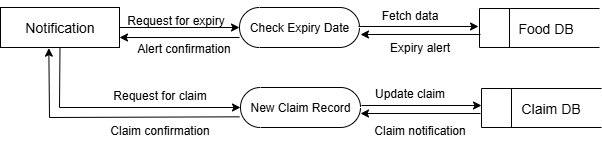 Notification
Request for expiry
Alert confirmation
Check Expiry Date
Fetch data
Expiry alert
Food DB
Request for claim
Claim confirmation
New Claim Record
Update claim
Claim notification
Claim DB